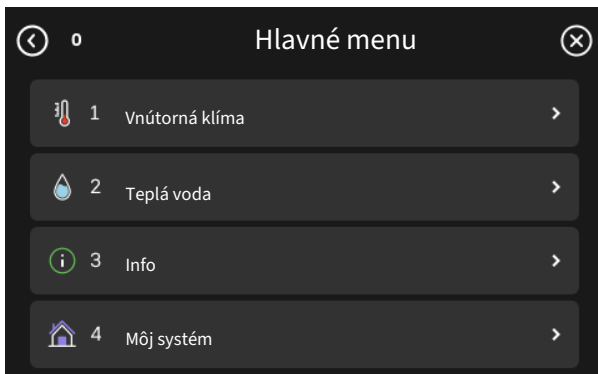 0 Hlavné menu
1 Vnútorná klíma
2 Teplá voda
3 Info
4 Môj systém